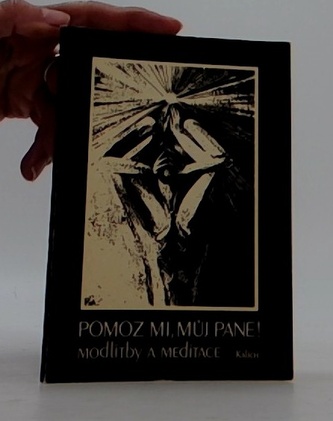 POMOZ MI, MŮJ PANE!
MODLITBY A MEDITACE Kalich